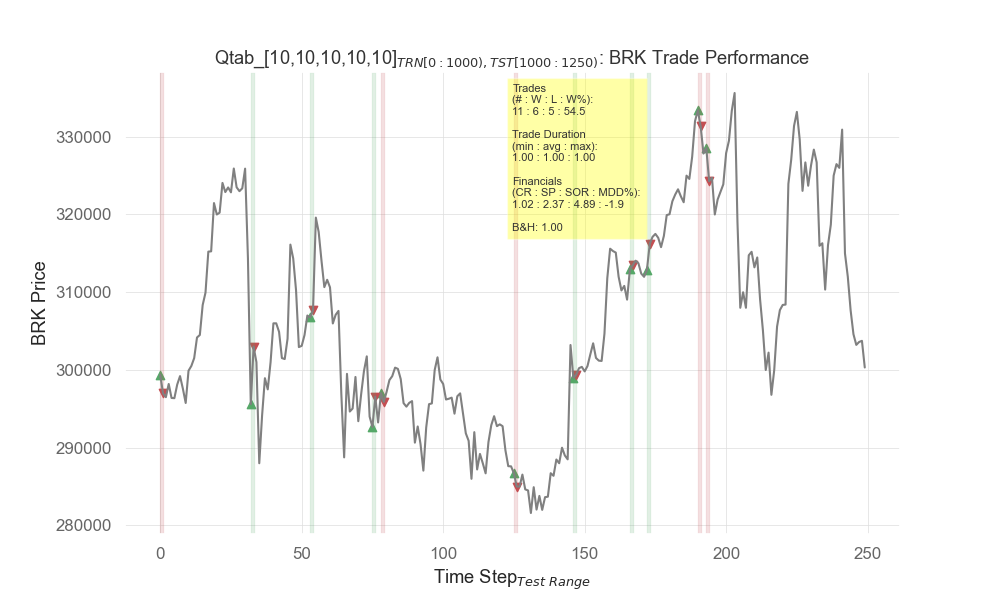 Qtab_[10,10,10,10,10]TRN[0 : 1000), TST[1000 : 1250): BRK Trade Performance
Trades
(# : W : L : W%):
11 : 6 : 5 : 54.5
Trade Duration
(min : avg : max):
1.00 : 1.00 : 1.00
Financials
(CR : SP : SOR : MDD%):
1.02 : 2.37 : 4.89 : -1.9
B&H: 1.00
BRK Price
330000
320000
310000
300000
290000
280000
0 50 100 150 200 250
Time StepTest Range